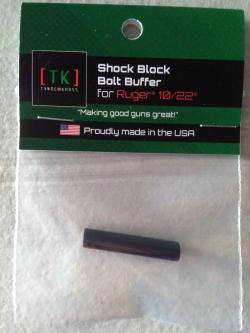 [TK]
TANDEMKROSS
Shock Block
Bolt Buffer
for Ruger® 10/22®
"Making good guns great!"
Proudly made in the USA